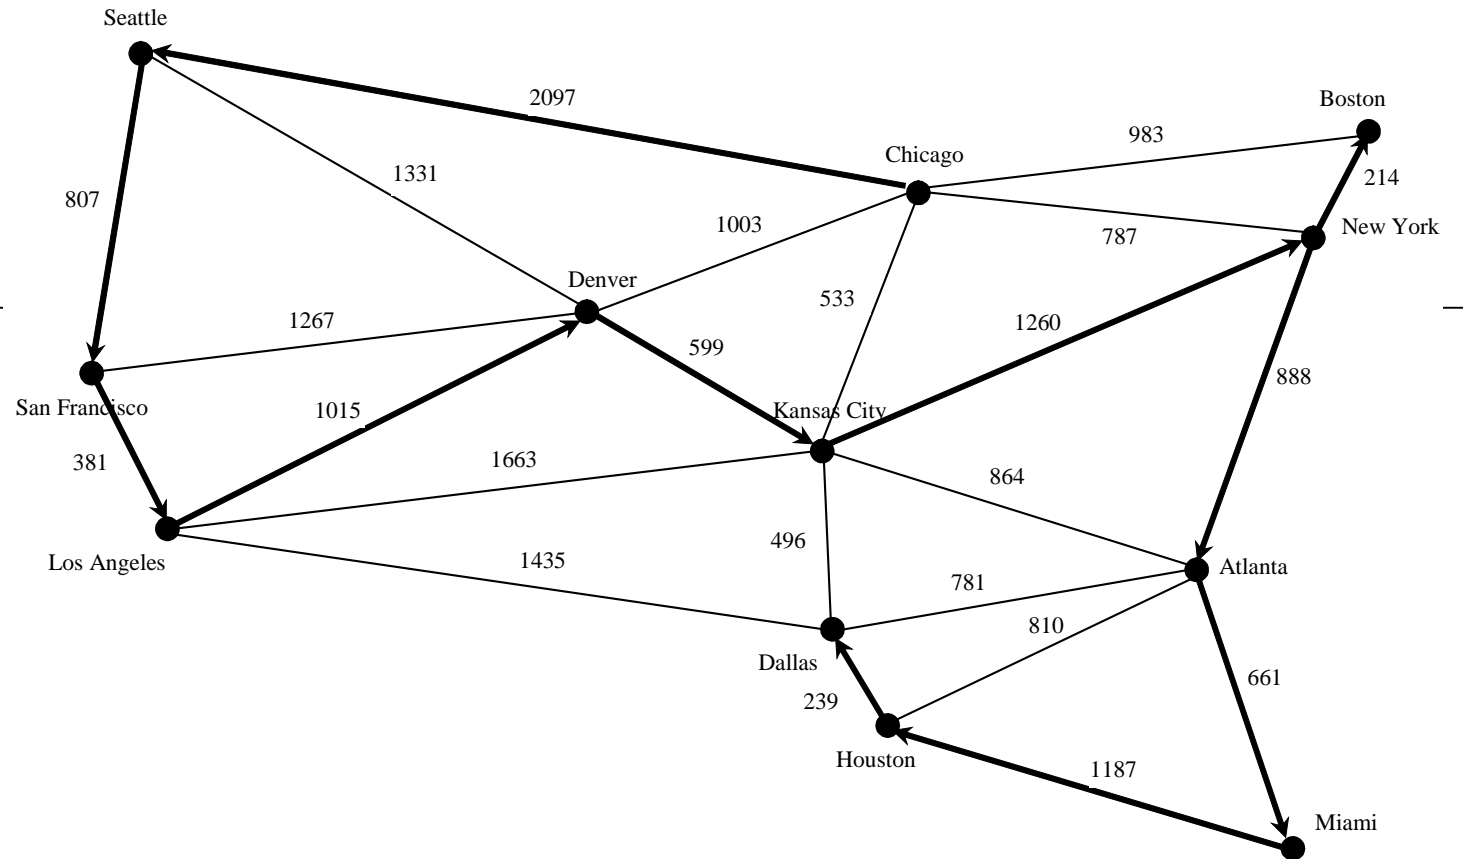 Seattle
2097
Boston
983
Chicago
1331
214
807
1003
New York
787
Denver
533
1267
1260
599
888
San Francisco
1015
Kansas City
381
1663
864
496
Los Angeles
1435
Atlanta
781
810
Dallas
661
239
Houston
1187
Miami